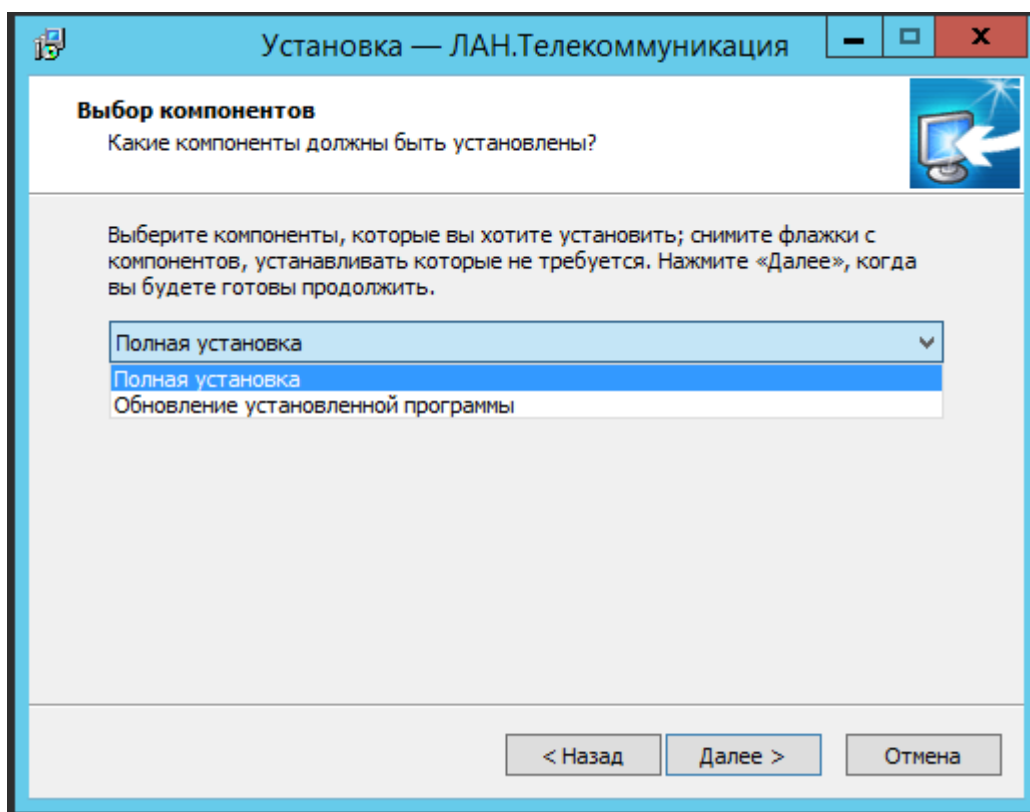 Установка — ЛАН.Телекоммуникация
Выбор компонентов
Какие компоненты должны быть установлены?
Выберите компоненты, которые вы хотите установить; снимите флажки с
компонентов, устанавливать которые не требуется. Нажмите «Далее», когда
вы будете готовы продолжить.
Полная установка
Полная установка
Обновление установленной программы
< Назад
Далее >
Отмена